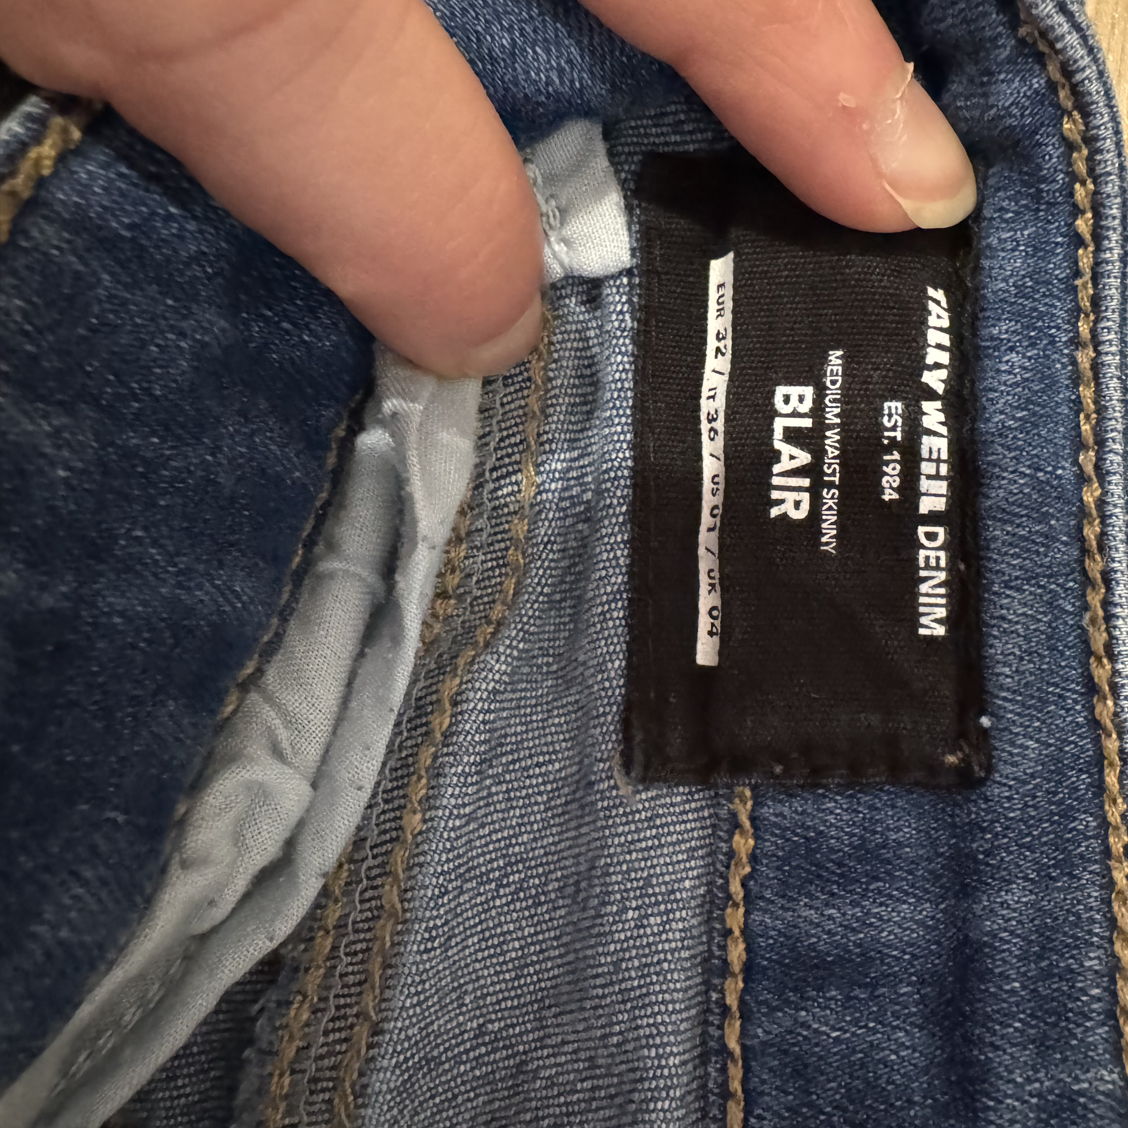 TALLY WEiJL DENIM
EST. 1984
MEDIUM WAIST SKINNY
BLAIR
EUR 32 / IT 36 / US 01 / UK 04